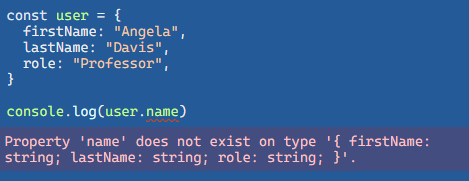 const user = {
  firstName: "Angela",
  lastName: "Davis",
  role: "Professor",
}

console.log(user.name)
Property 'name' does not exist on type '{ firstName:
string; lastName: string; role: string; }'.